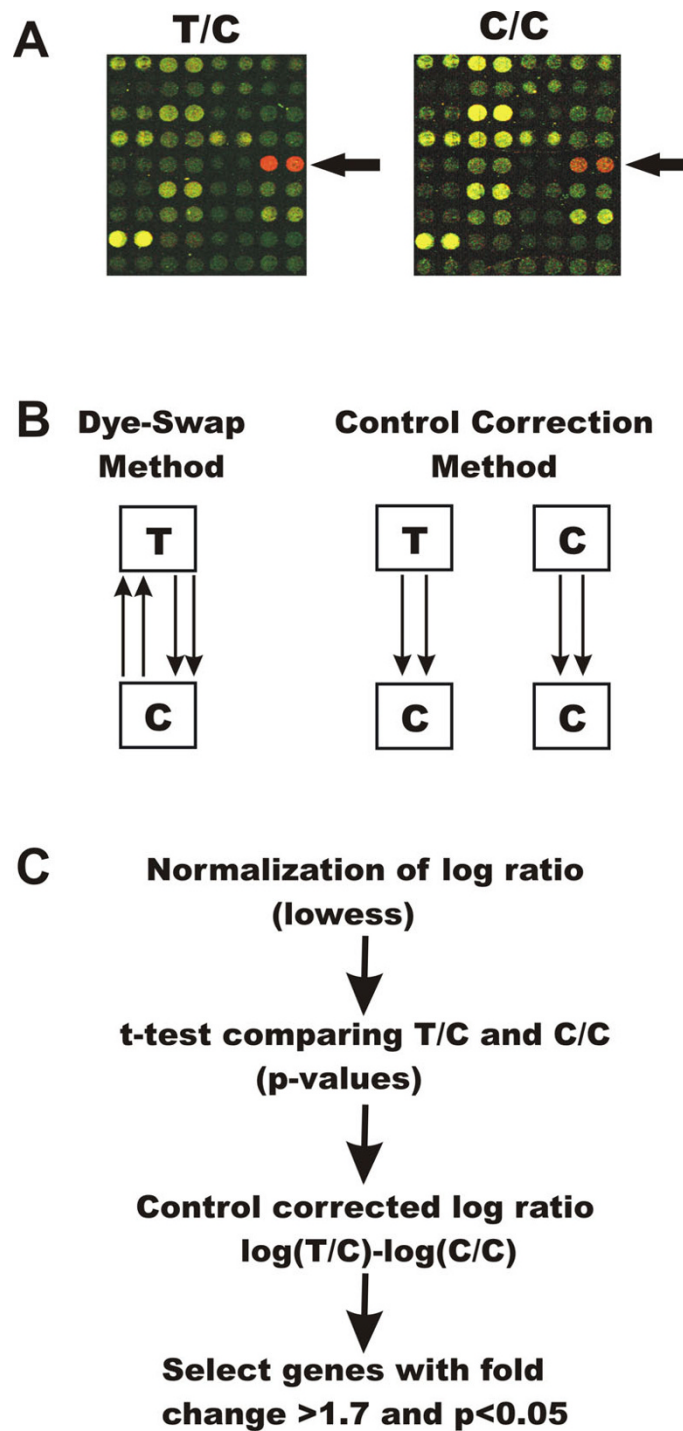 A
T/C
C/C
B
Dye-Swap
Method
Control Correction
Method
T
C
T
C
C
C
C
Normalization of log ratio
(lowess)
t-test comparing T/C and C/C
(p-values)
Control corrected log ratio
log(T/C)-log(C/C)
Select genes with fold
change >1.7 and p<0.05